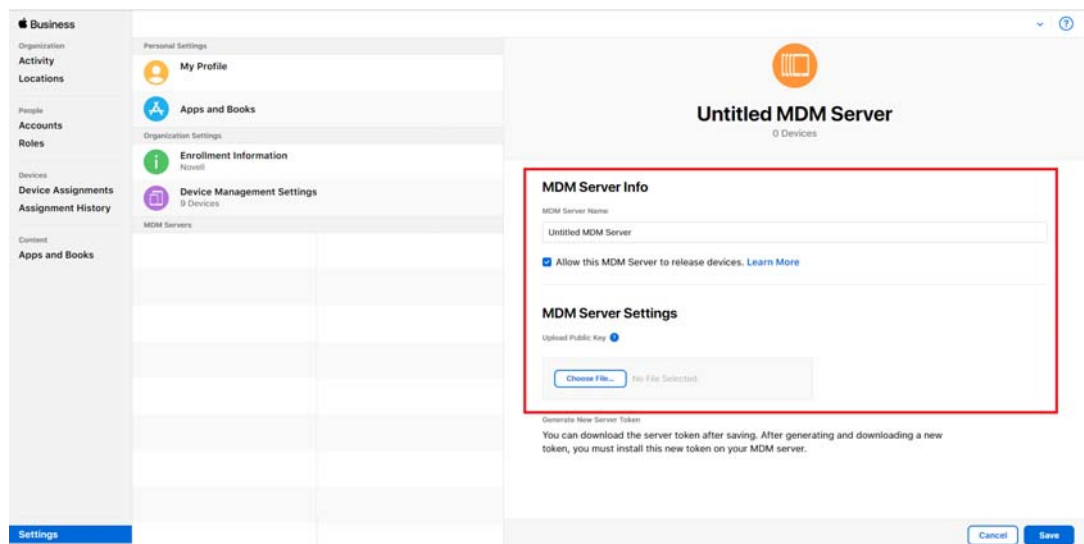 Business
Organization
Activity
Locations
People
Accounts
Roles
Devices
Device Assignments
Assignment History
Content
Apps and Books
Settings
Personal Settings
My Profile
Apps and Books
Organization Settings
Enrollment Information
Novell
Device Management Settings
9 Devices
MDM Servers
Untitled MDM Server
0 Devices
MDM Server Info
MDM Server Name
Untitled MDM Server
Allow this MDM Server to release devices. Learn More
MDM Server Settings
Upload Public Key ?
Choose File... No File Selected
Generate New Server Token
You can download the server token after saving. After generating and downloading a new
token, you must install this new token on your MDM server.
Cancel Save